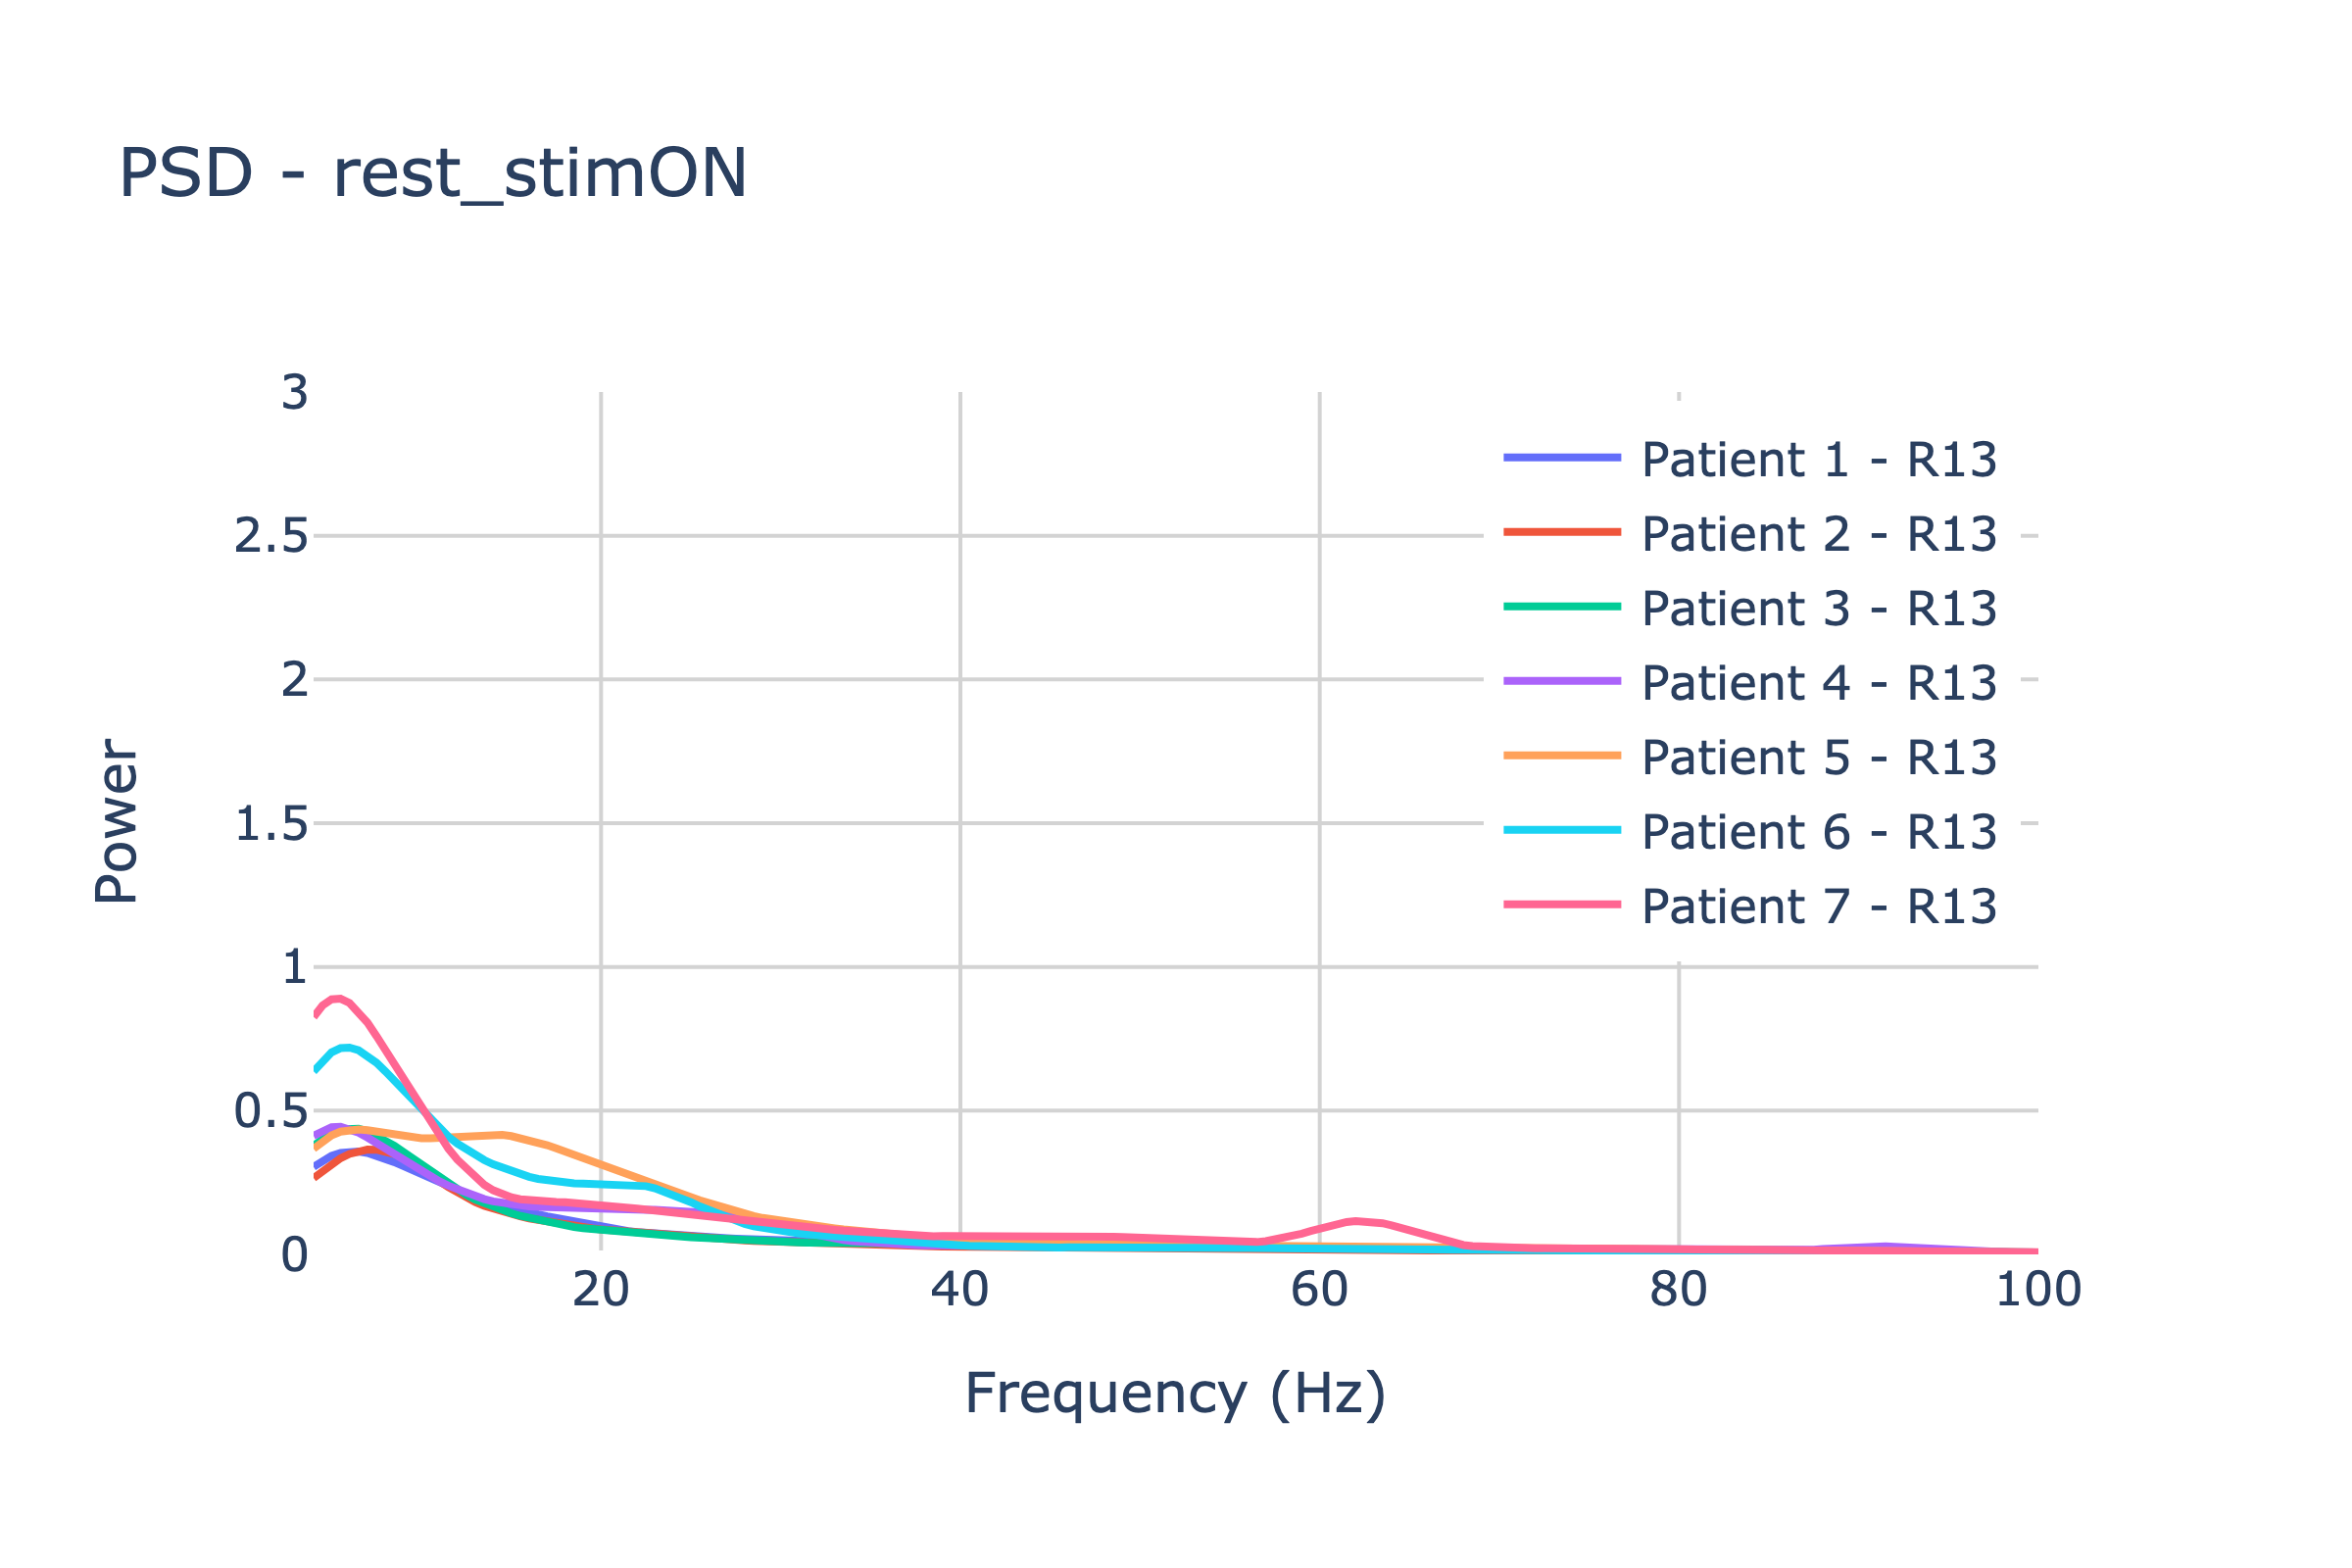 PSD - rest_stimON
3
2.5
2
1.5
1
0.5
0
Power
20 40 60 80 100
Frequency (Hz)
Patient 1 - R13
Patient 2 - R13
Patient 3 - R13
Patient 4 - R13
Patient 5 - R13
Patient 6 - R13
Patient 7 - R13